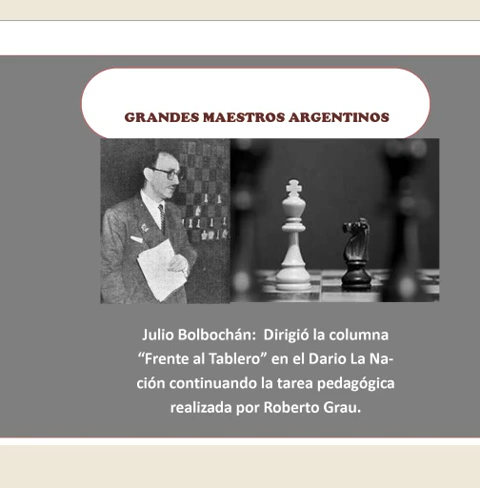 GRANDES MAESTROS ARGENTINOS
Julio Bolbochán:  Dirigió la columna
“Frente al Tablero” en el Dario La Na-
ción continuando la tarea pedagógica
realizada por Roberto Grau.